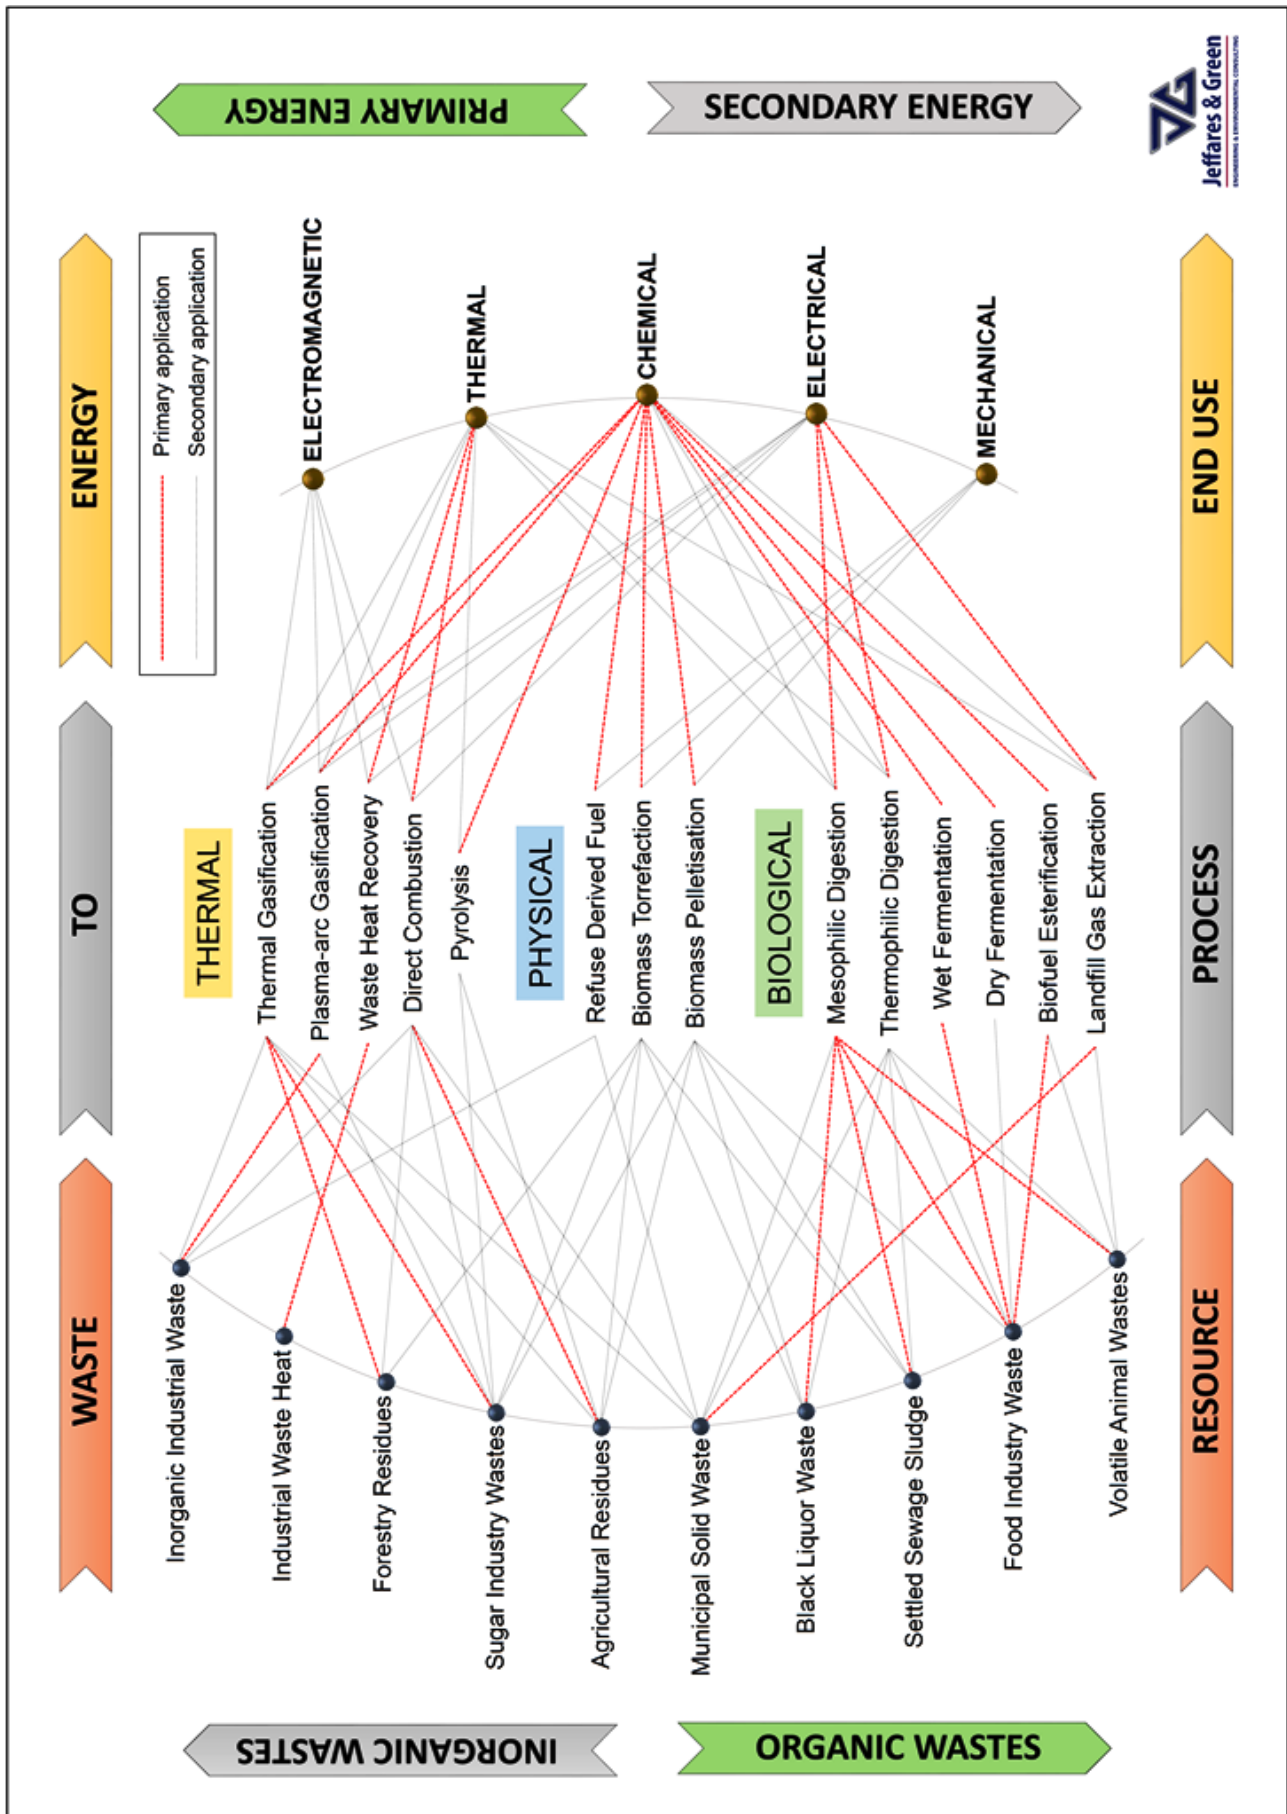 WASTE
TO
ENERGY
INORGANIC WASTES
ORGANIC WASTES
Inorganic Industrial Waste
Industrial Waste Heat
Forestry Residues
Sugar Industry Wastes
Agricultural Residues
Municipal Solid Waste
Black Liquor Waste
Settled Sewage Sludge
Food Industry Waste
Volatile Animal Wastes
THERMAL
Thermal Gasification
Plasma-arc Gasification
Waste Heat Recovery
Direct Combustion
Pyrolysis
PHYSICAL
Refuse Derived Fuel
Biomass Torrefaction
Biomass Pelletisation
BIOLOGICAL
Mesophilic Digestion
Thermophilic Digestion
Wet Fermentation
Dry Fermentation
Biofuel Esterification
Landfill Gas Extraction
Primary application
Secondary application
ELECTROMAGNETIC
THERMAL
CHEMICAL
ELECTRICAL
MECHANICAL
PRIMARY ENERGY
SECONDARY ENERGY
RESOURCE
PROCESS
END USE
Jeffares & Green
ENGINEERING & ENVIRONMENTAL CONSULTING